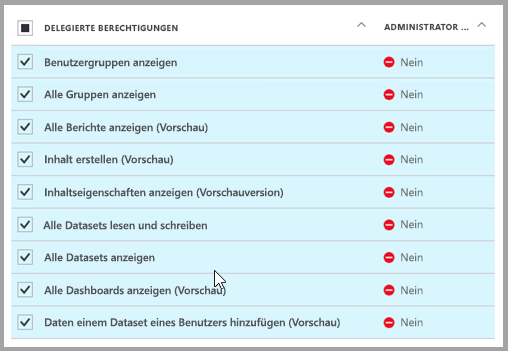 DELEGIERTE BERECHTIGUNGEN ADMINISTRATOR ...
Benutzergruppen anzeigen Nein
Alle Gruppen anzeigen Nein
Alle Berichte anzeigen (Vorschau) Nein
Inhalt erstellen (Vorschau) Nein
Inhaltseigenschaften anzeigen (Vorschauversion) Nein
Alle Datasets lesen und schreiben Nein
Alle Datasets anzeigen Nein
Alle Dashboards anzeigen (Vorschau) Nein
Daten einem Dataset eines Benutzers hinzufügen (Vorschau) Nein